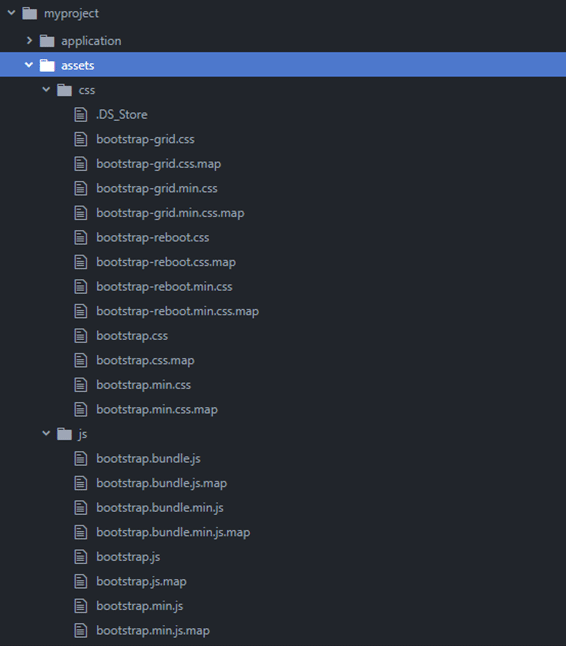 myproject
application
assets
css
.DS_Store
bootstrap-grid.css
bootstrap-grid.css.map
bootstrap-grid.min.css
bootstrap-grid.min.css.map
bootstrap-reboot.css
bootstrap-reboot.css.map
bootstrap-reboot.min.css
bootstrap-reboot.min.css.map
bootstrap.css
bootstrap.css.map
bootstrap.min.css
bootstrap.min.css.map
js
bootstrap.bundle.js
bootstrap.bundle.js.map
bootstrap.bundle.min.js
bootstrap.bundle.min.js.map
bootstrap.js
bootstrap.js.map
bootstrap.min.js
bootstrap.min.js.map